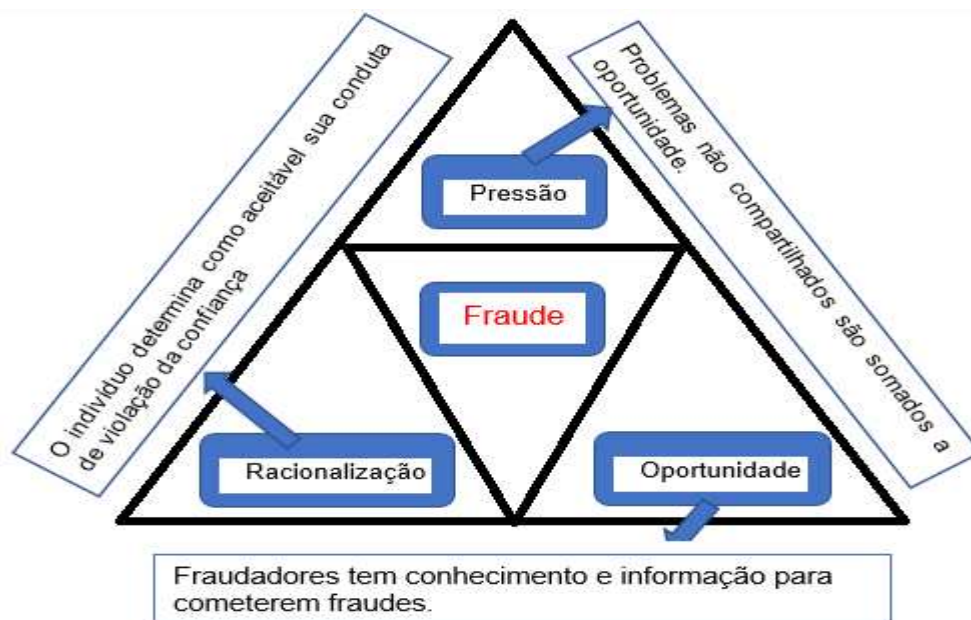 O indivíduo determina como aceitável sua conduta
de violação da confiança
Problemas não compartilhados são somados a
oportunidade.
Pressão
Fraude
Racionalização
Oportunidade
Fraudadores tem conhecimento e informação para
cometerem fraudes.